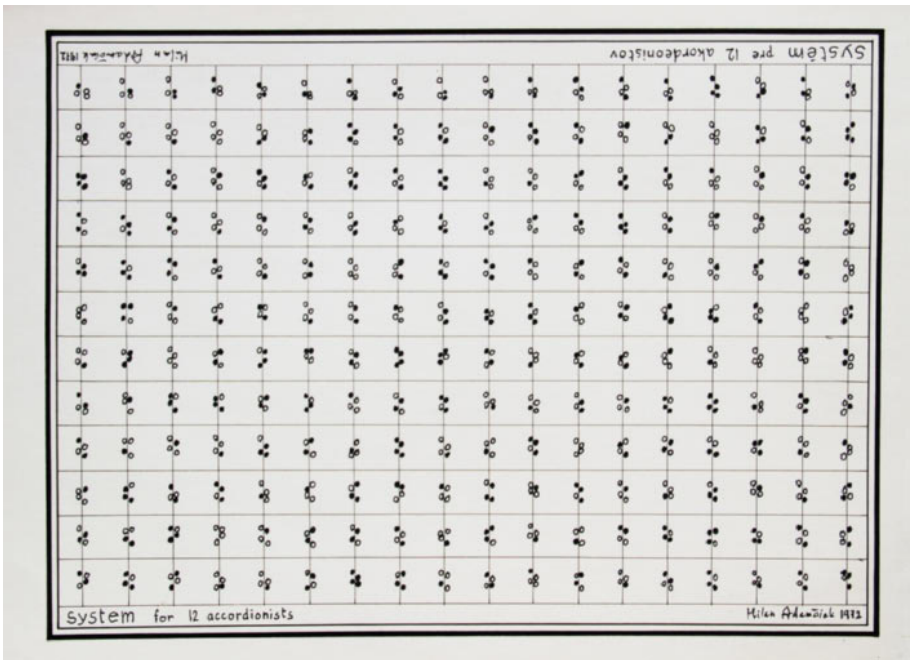 Systém pre 12 akordeonistov
Milan Adamčiak 1972
system for 12 accordionists
Milan Adamčiak 1972